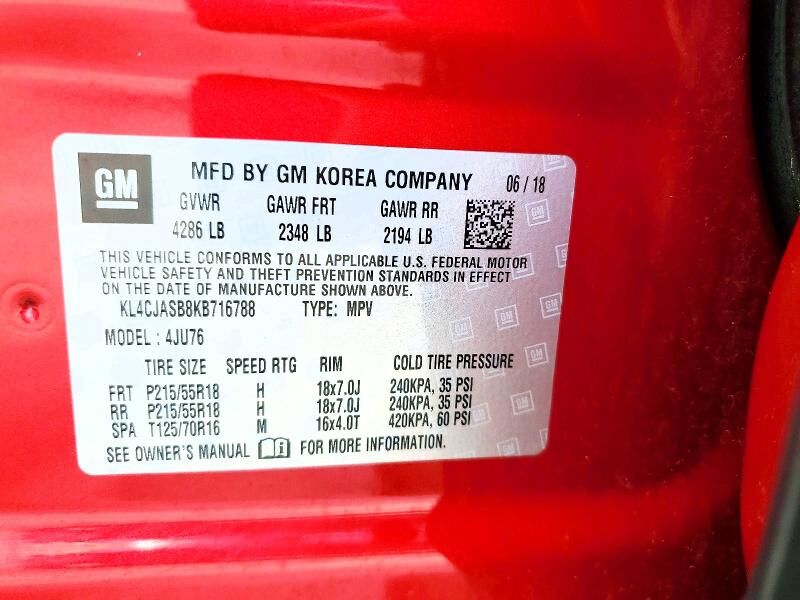 GM
MFD BY GM KOREA COMPANY 06 / 18
GVWR GAWR FRT GAWR RR
4286 LB 2348 LB 2194 LB
THIS VEHICLE CONFORMS TO ALL APPLICABLE U.S. FEDERAL MOTOR
VEHICLE SAFETY AND THEFT PREVENTION STANDARDS IN EFFECT
ON THE DATE OF MANUFACTURE SHOWN ABOVE.
KL4CJASB8KB716788 TYPE: MPV
MODEL : 4JU76
TIRE SIZE SPEED RTG RIM COLD TIRE PRESSURE
FRT P215/55R18 H 18x7.0J 240KPA, 35 PSI
RR P215/55R18 H 18x7.0J 240KPA, 35 PSI
SPA T125/70R16 M 16x4.0T 420KPA, 60 PSI
SEE OWNER'S MANUAL i FOR MORE INFORMATION.